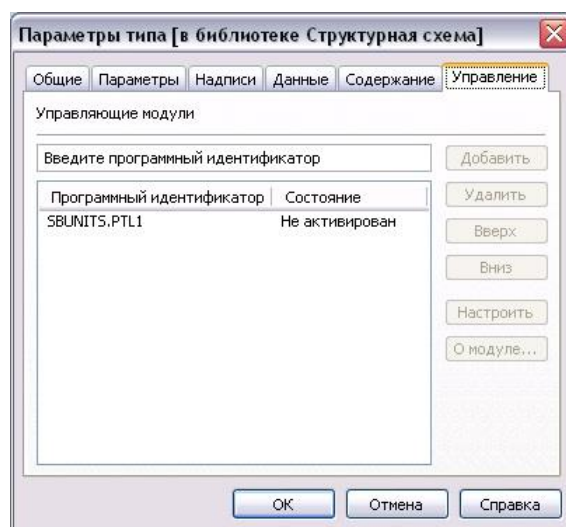 Параметры типа [в библиотеке Структурная схема]
Общие Параметры Надписи Данные Содержание Управление
Управляющие модули
Введите программный идентификатор Добавить
Программный идентификатор Состояние Удалить
SBUNITS.PTL1 Не активирован
Вверх
Вниз
Настроить
О модуле...
ОК Отмена Справка